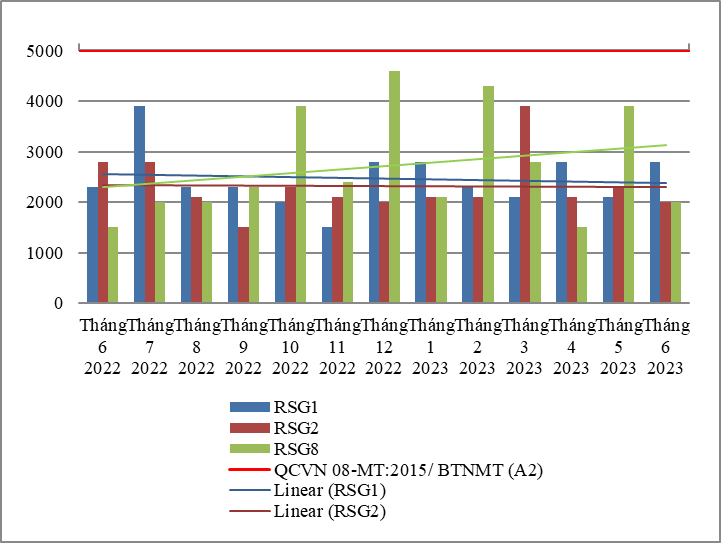 5000
4000
3000
2000
1000
0
Tháng 6 2022
Tháng 7 2022
Tháng 8 2022
Tháng 9 2022
Tháng 10 2022
Tháng 11 2022
Tháng 12 2022
Tháng 1 2023
Tháng 2 2023
Tháng 3 2023
Tháng 4 2023
Tháng 5 2023
Tháng 6 2023
RSG1
RSG2
RSG8
QCVN 08-MT:2015/ BTNMT (A2)
Linear (RSG1)
Linear (RSG2)